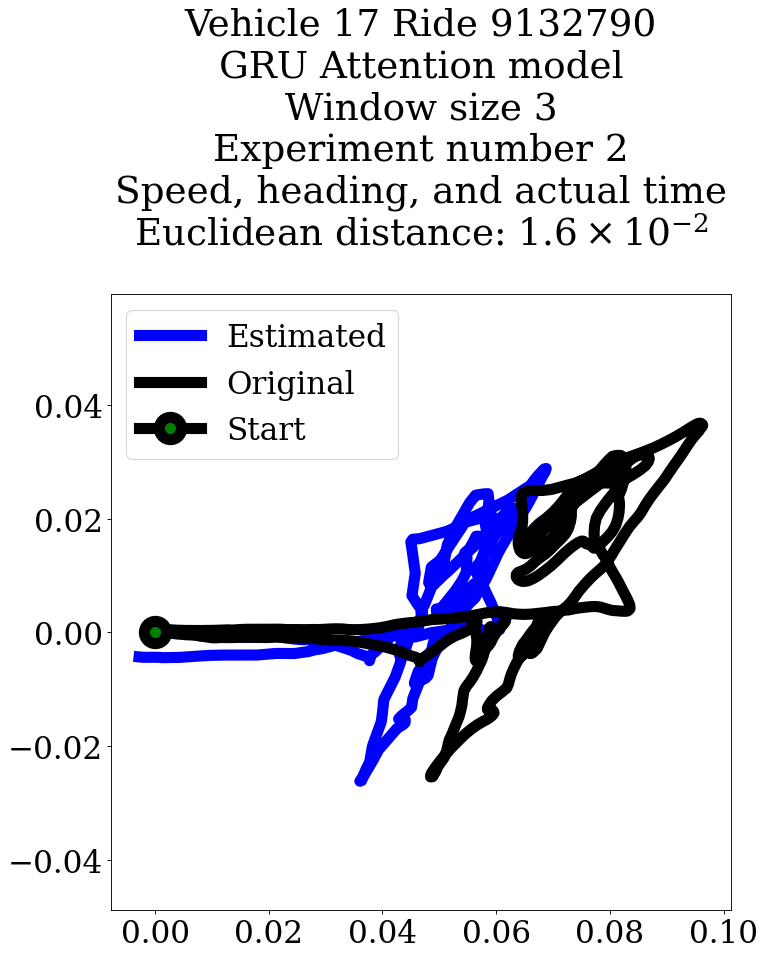 Vehicle 17 Ride 9132790
GRU Attention model
Window size 3
Experiment number 2
Speed, heading, and actual time
Euclidean distance: 1.6 × 10⁻²
Estimated
Original
Start
0.04
0.02
0.00
−0.02
−0.04
0.00 0.02 0.04 0.06 0.08 0.10